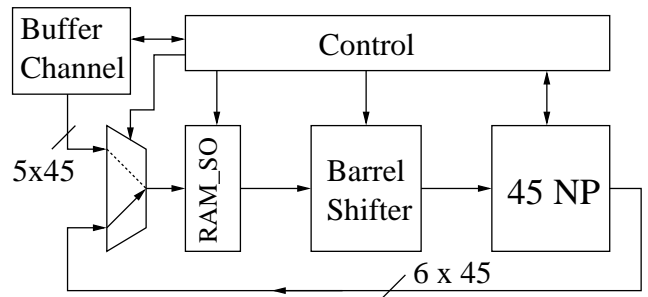 Buffer
Channel
Control
5x45
RAM_SO
Barrel
Shifter
45 NP
6 x 45